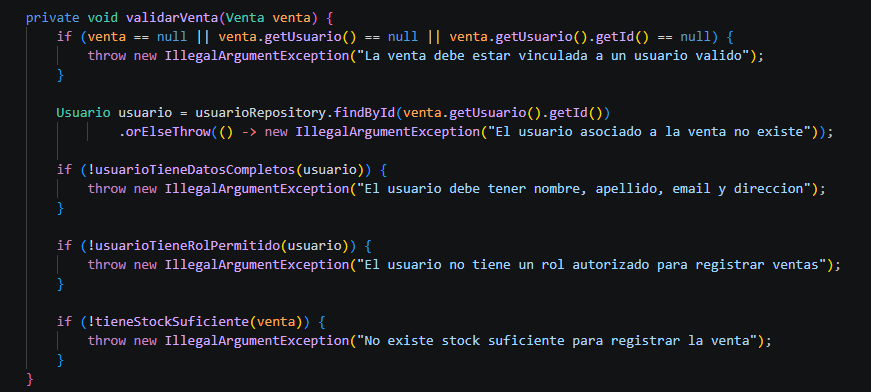 private void validarVenta(Venta venta) {
if (venta == null || venta.getUsuario() == null || venta.getUsuario().getId() == null) {
throw new IllegalArgumentException("La venta debe estar vinculada a un usuario valido");
}
Usuario usuario = usuarioRepository.findById(venta.getUsuario().getId())
.orElseThrow(() -> new IllegalArgumentException("El usuario asociado a la venta no existe"));
if (!usuarioTieneDatosCompletos(usuario)) {
throw new IllegalArgumentException("El usuario debe tener nombre, apellido, email y direccion");
}
if (!usuarioTieneRolPermitido(usuario)) {
throw new IllegalArgumentException("El usuario no tiene un rol autorizado para registrar ventas");
}
if (!tieneStockSuficiente(venta)) {
throw new IllegalArgumentException("No existe stock suficiente para registrar la venta");
}
}